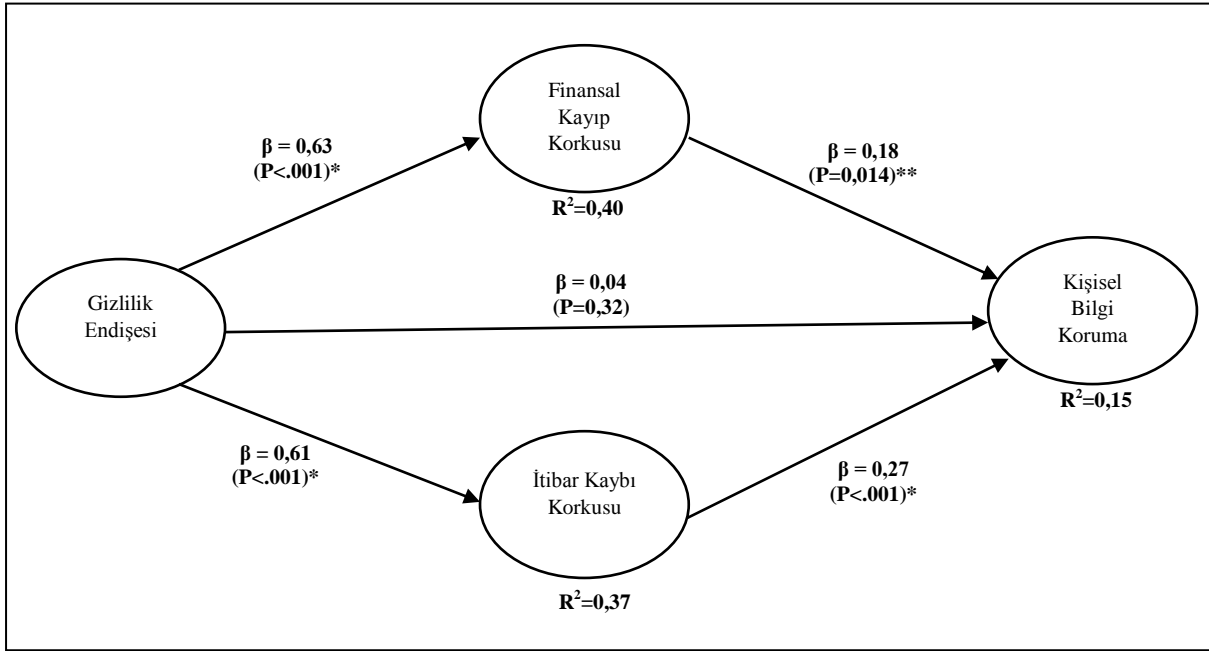 Finansal
Kayıp
Korkusu
β = 0,63
(P<.001)*
β = 0,18
(P=0,014)**
R²=0,40
Gizlilik
Endişesi
β = 0,04
(P=0,32)
Kişisel
Bilgi
Koruma
R²=0,15
β = 0,61
(P<.001)*
İtibar Kaybı
Korkusu
β = 0,27
(P<.001)*
R²=0,37